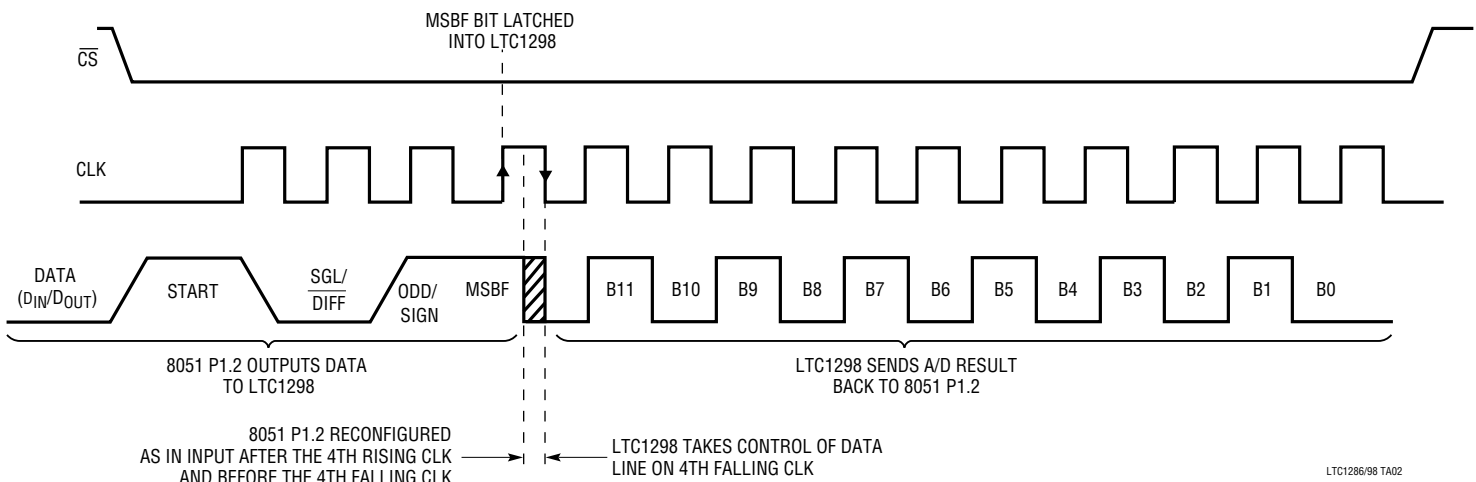 MSBF BIT LATCHED
INTO LTC1298
CS
CLK
DATA
(DIN/DOUT)
START
SGL/
DIFF
ODD/
SIGN
MSBF
B11 B10 B9 B8 B7 B6 B5 B4 B3 B2 B1 B0
8051 P1.2 OUTPUTS DATA
TO LTC1298
LTC1298 SENDS A/D RESULT
BACK TO 8051 P1.2
8051 P1.2 RECONFIGURED
AS IN INPUT AFTER THE 4TH RISING CLK
AND BEFORE THE 4TH FALLING CLK
LTC1298 TAKES CONTROL OF DATA
LINE ON 4TH FALLING CLK
LTC1286/98 TA02